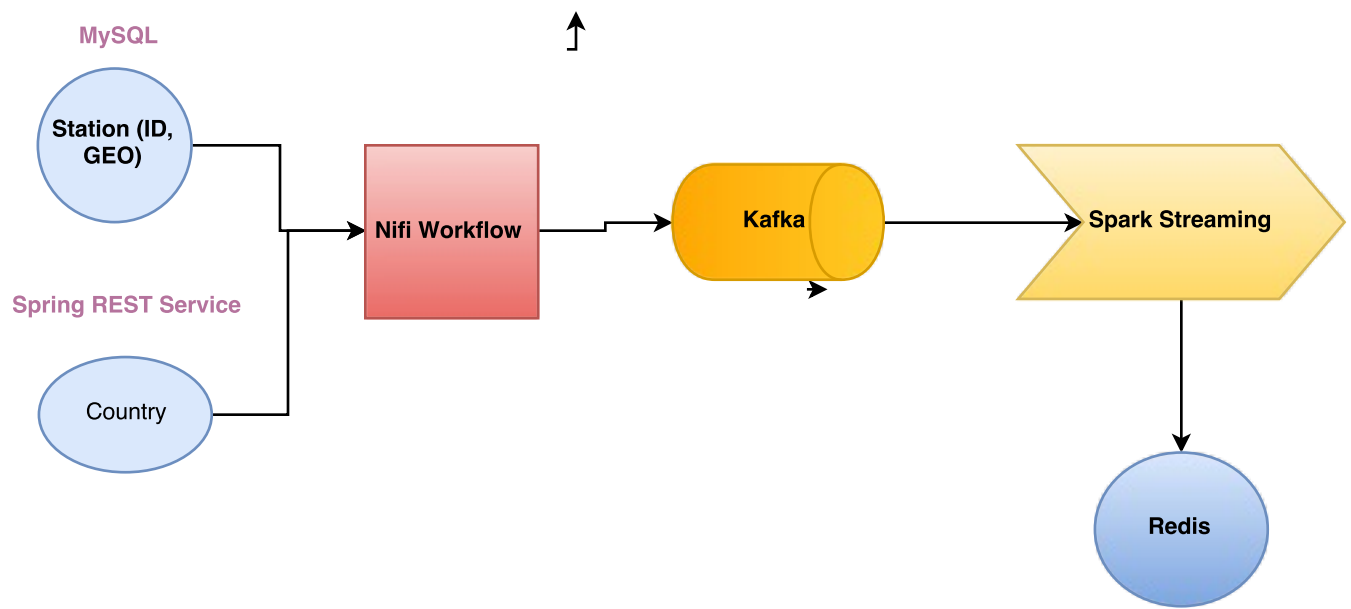 MySQL
Station (ID,
GEO)
Nifi Workflow
Kafka
Spark Streaming
Spring REST Service
Country
Redis